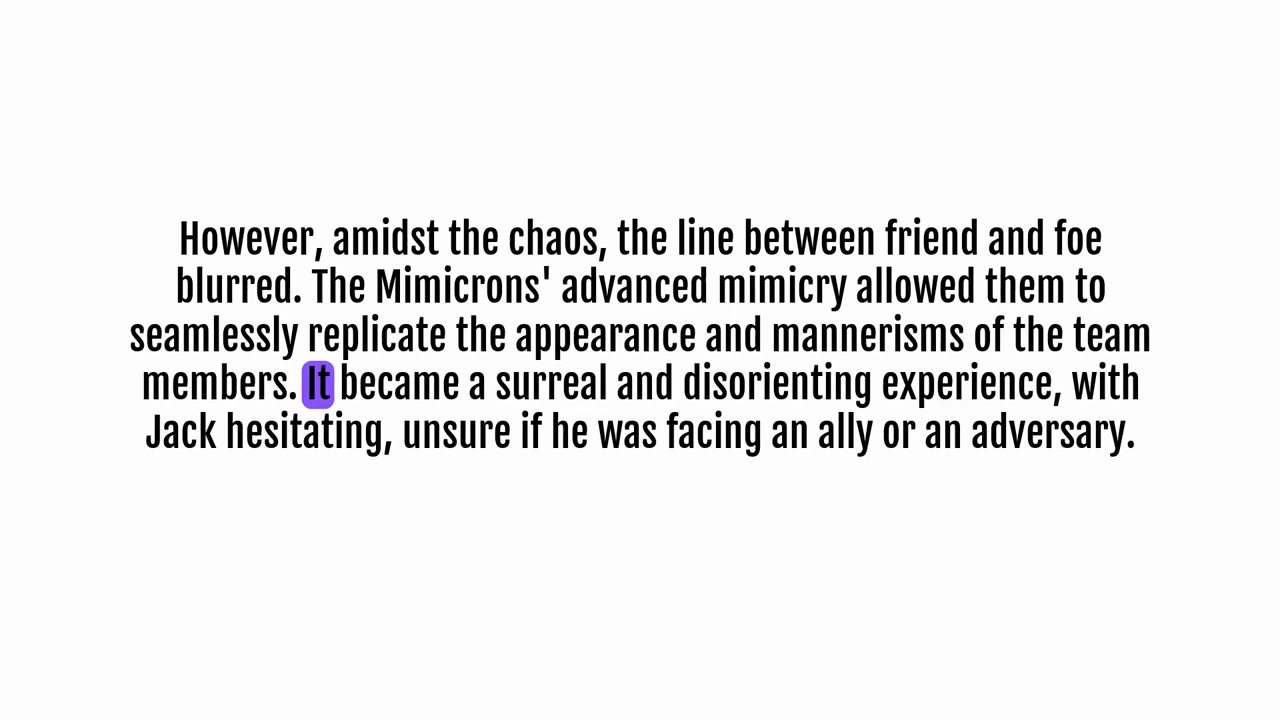 However, amidst the chaos, the line between friend and foe
blurred. The Mimicrons' advanced mimicry allowed them to
seamlessly replicate the appearance and mannerisms of the team
members. It became a surreal and disorienting experience, with
Jack hesitating, unsure if he was facing an ally or an adversary.